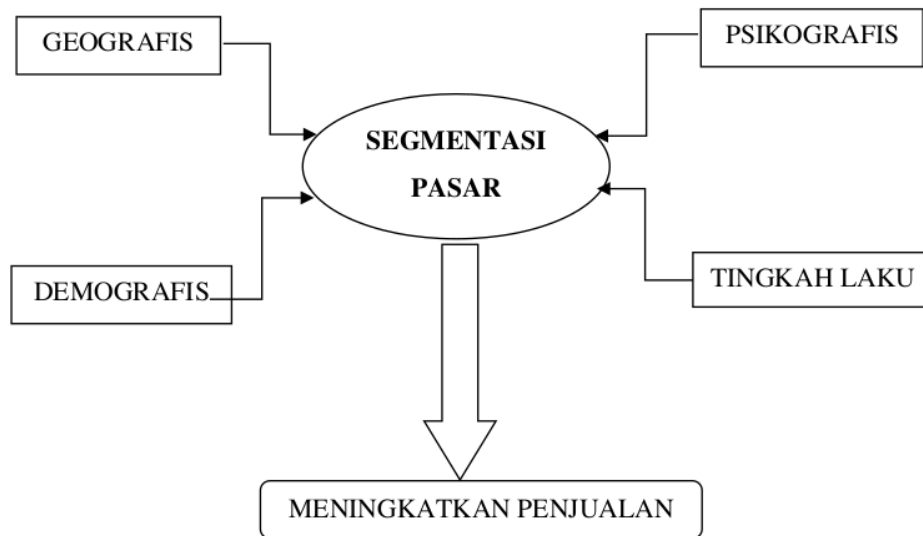 GEOGRAFIS
PSIKOGRAFIS
SEGMENTASI
PASAR
DEMOGRAFIS
TINGKAH LAKU
MENINGKATKAN PENJUALAN